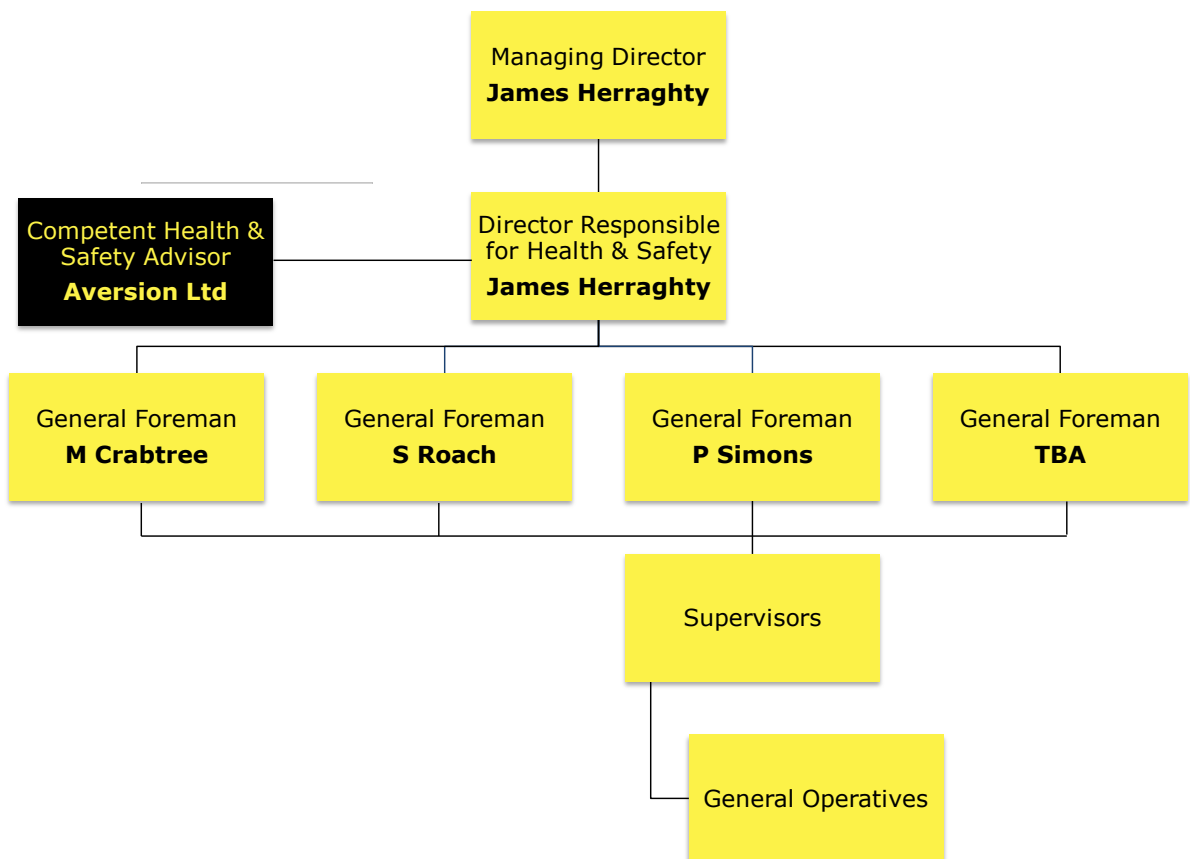 Managing Director
James Herraghty
Competent Health &
Safety Advisor
Aversion Ltd
Director Responsible
for Health & Safety
James Herraghty
General Foreman
M Crabtree
General Foreman
S Roach
General Foreman
P Simons
General Foreman
TBA
Supervisors
General Operatives